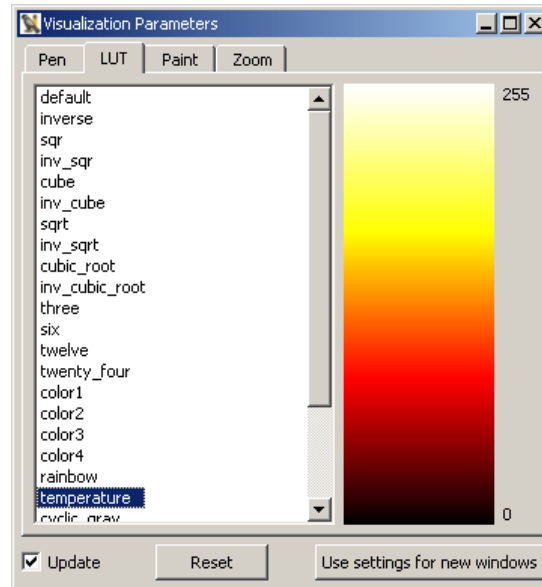 Visualization Parameters
Pen LUT Paint Zoom
default
inverse
sqr
inv_sqr
cube
inv_cube
sqrt
inv_sqrt
cubic_root
inv_cubic_root
three
six
twelve
twenty_four
color1
color2
color3
color4
rainbow
temperature
cyclic_gray
255
0
Update Reset Use settings for new windows